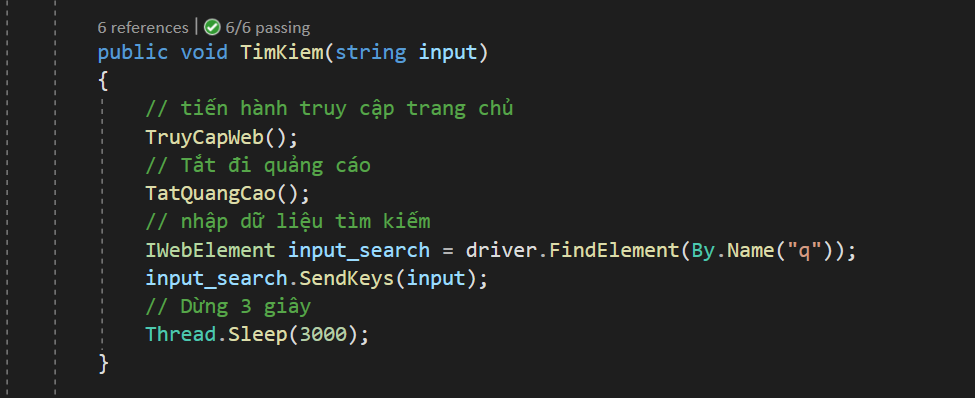 6 references | 6/6 passing
public void TimKiem(string input)
{
// tiến hành truy cập trang chủ
TruyCapWeb();
// Tắt đi quảng cáo
TatQuangCao();
// nhập dữ liệu tìm kiếm
IWebElement input_search = driver.FindElement(By.Name("q"));
input_search.SendKeys(input);
// Dừng 3 giây
Thread.Sleep(3000);
}